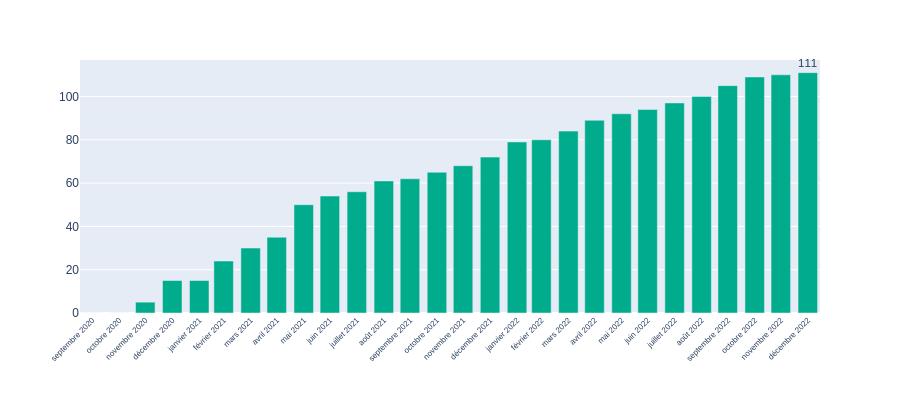 111
100
80
60
40
20
0
septembre 2020
octobre 2020
novembre 2020
décembre 2020
janvier 2021
février 2021
mars 2021
avril 2021
mai 2021
juin 2021
juillet 2021
août 2021
septembre 2021
octobre 2021
novembre 2021
décembre 2021
janvier 2022
février 2022
mars 2022
avril 2022
mai 2022
juin 2022
juillet 2022
août 2022
septembre 2022
octobre 2022
novembre 2022
décembre 2022